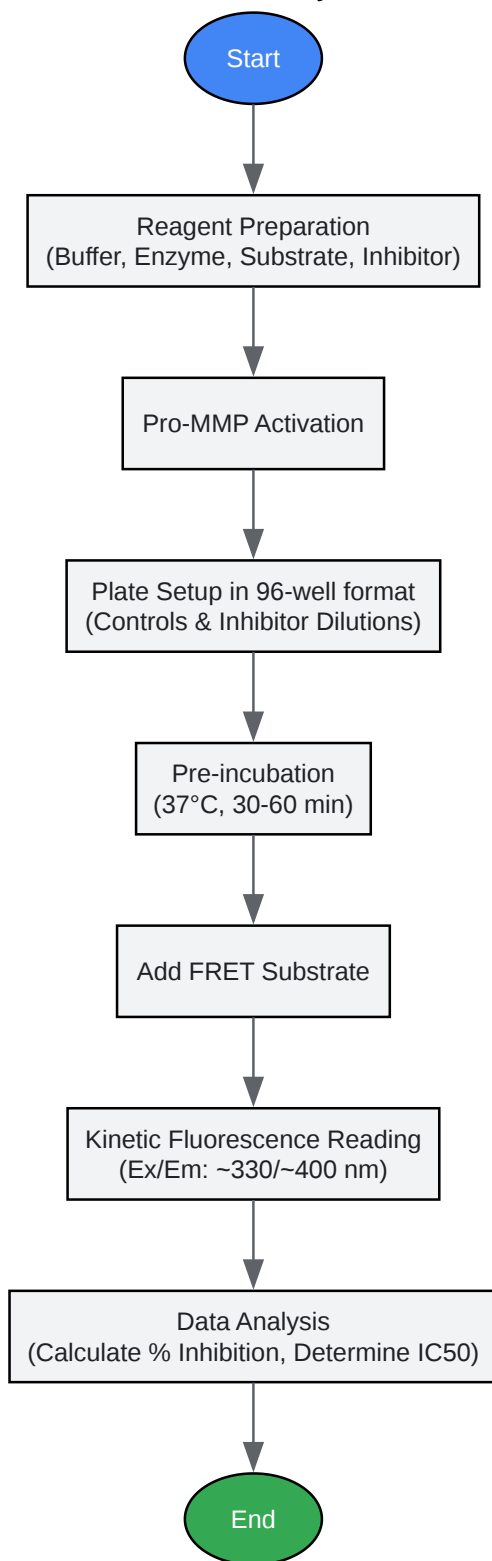 Start
Reagent Preparation
(Buffer, Enzyme, Substrate, Inhibitor)
Pro-MMP Activation
Plate Setup in 96-well format
(Controls & Inhibitor Dilutions)
Pre-incubation
(37°C, 30-60 min)
Add FRET Substrate
Kinetic Fluorescence Reading
(Ex/Em: ~330/~400 nm)
Data Analysis
(Calculate % Inhibition, Determine IC50)
End